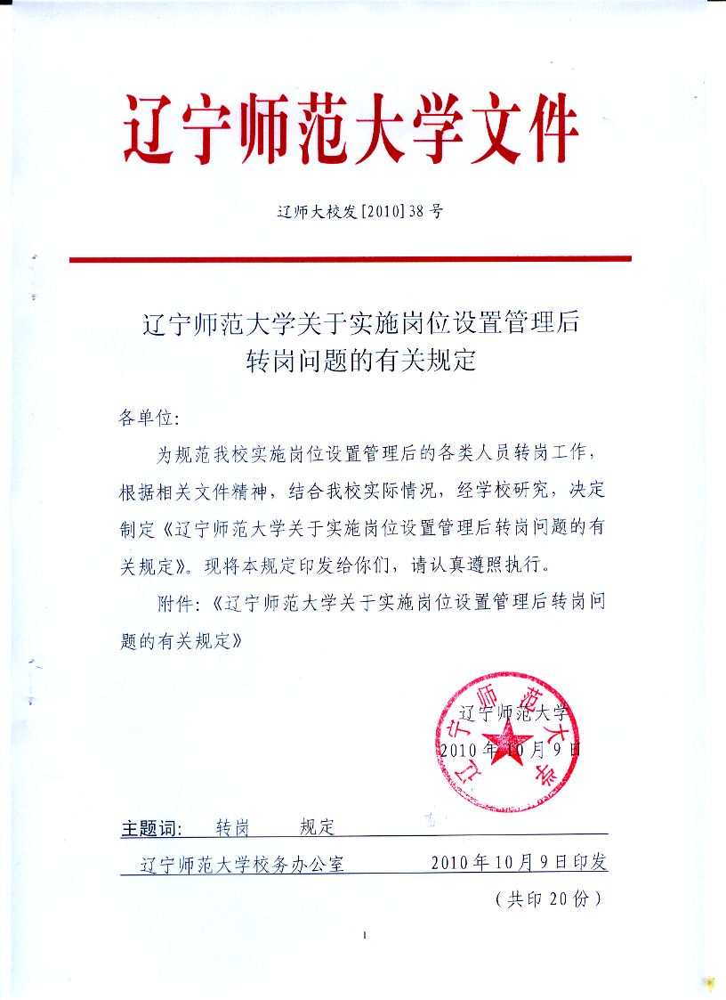 辽宁师范大学文件
辽师大校发[2010]38号
辽宁师范大学关于实施岗位设置管理后
转岗问题的有关规定
各单位：
为规范我校实施岗位设置管理后的各类人员转岗工作，
根据相关文件精神，结合我校实际情况，经学校研究，决定
制定《辽宁师范大学关于实施岗位设置管理后转岗问题的有
关规定》。现将本规定印发给你们，请认真遵照执行。
附件：《辽宁师范大学关于实施岗位设置管理后转岗问
题的有关规定》
辽宁师范大学
辽宁师范大学
2010年10月9日
主题词： 转岗 规定
辽宁师范大学校务办公室 2010年10月9日印发
（共印20份）
1